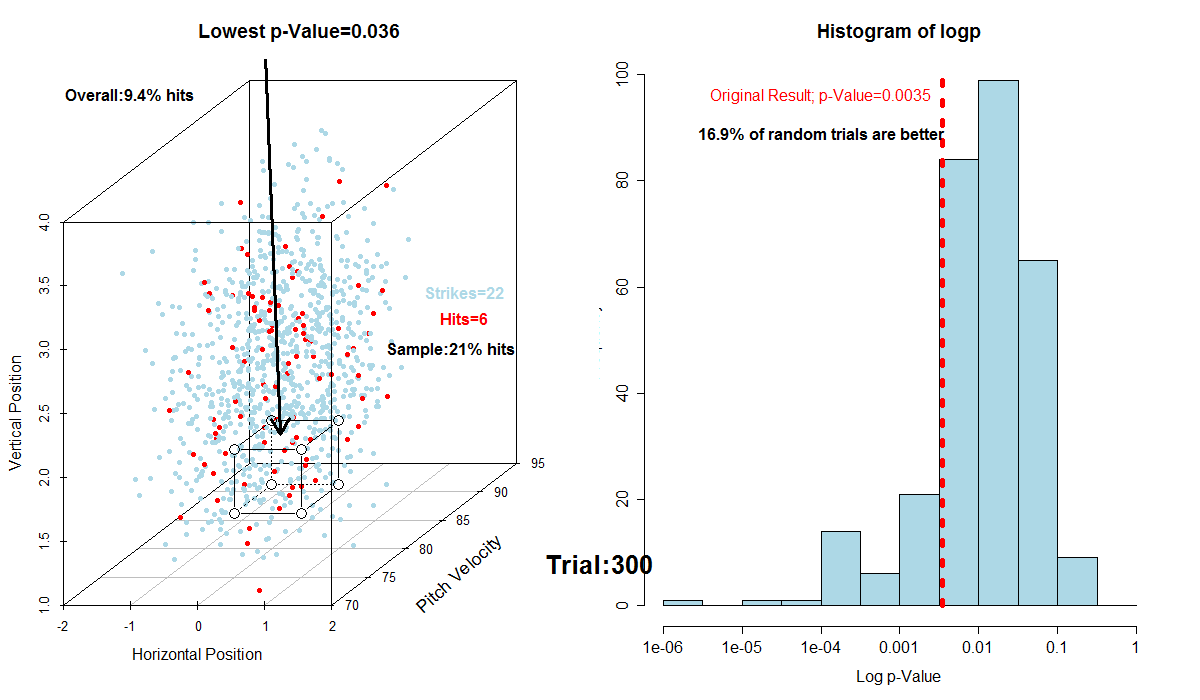 Lowest p-Value=0.036
Overall:9.4% hits
Strikes=22
Hits=6
Sample:21% hits
Vertical Position
4.0
3.5
3.0
2.5
2.0
1.5
1.0
-2
-1
0
1
2
Horizontal Position
70
75
80
85
90
95
Pitch Velocity
Trial:300
Histogram of logp
Original Result; p-Value=0.0035
16.9% of random trials are better
100
80
60
40
20
0
1e-06
1e-05
1e-04
0.001
0.01
0.1
1
Log p-Value